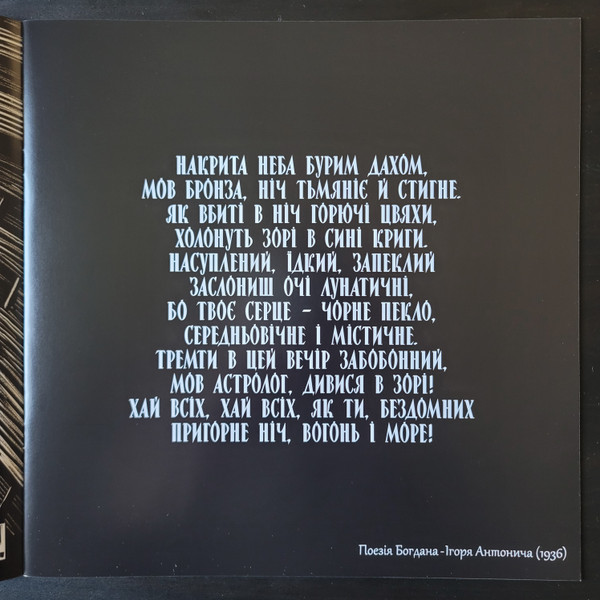 НАКРИТА НЕБА БУРИМ ДАХОМ,
МОВ БРОНЗА, НІЧ ТЬМЯНІЄ Й СТИГНЕ.
ЯК ВБИТІ В НІЧ ГОРЮЧІ ЦВЯХИ,
ХОЛОНУТЬ ЗОРІ В СИНІ КРИГИ.
НАСУПЛЕНИЙ, ЇДКИЙ, ЗАПЕКЛИЙ
ЗАСЛОНИШ ОЧІ ЛУНАТИЧНІ,
БО ТВОЄ СЕРЦЕ – ЧОРНЕ ПЕКЛО,
СЕРЕДНЬОВІЧНЕ І МІСТИЧНЕ.
ТРЕМТИ В ЦЕЙ ВЕЧІР ЗАБОБОННИЙ,
МОВ АСТРОЛОГ, ДИВИСЯ В ЗОРІ!
ХАЙ ВСІХ, ХАЙ ВСІХ, ЯК ТИ, БЕЗДОМНИХ
ПРИГОРНЕ НІЧ, ВОГОНЬ І МОРЕ!
Поезія Богдана-Ігоря Антонича (1936)